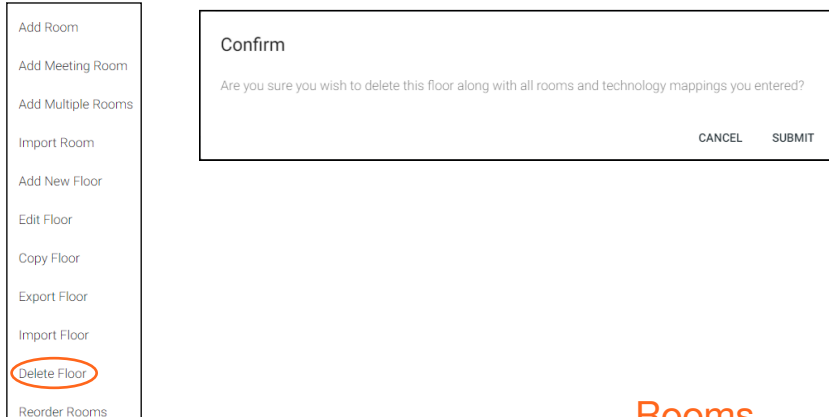 Add Room
Add Meeting Room
Add Multiple Rooms
Import Room
Add New Floor
Edit Floor
Copy Floor
Export Floor
Import Floor
Delete Floor
Reorder Rooms
Confirm
Are you sure you wish to delete this floor along with all rooms and technology mappings you entered?
CANCEL SUBMIT
Rooms